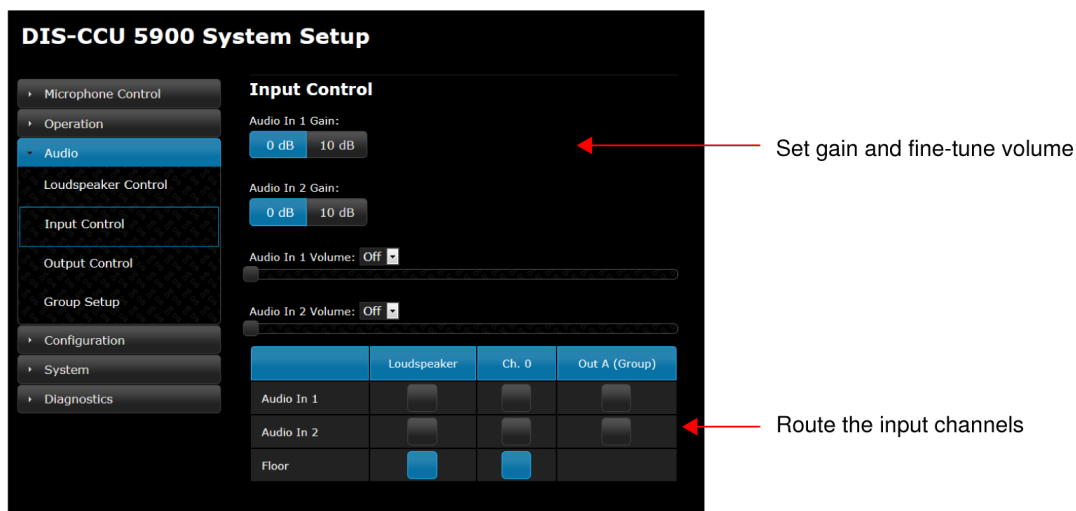 DIS-CCU 5900 System Setup
Microphone Control
Operation
Audio
Loudspeaker Control
Input Control
Output Control
Group Setup
Configuration
System
Diagnostics
Input Control
Audio In 1 Gain:
0 dB 10 dB
Audio In 2 Gain:
0 dB 10 dB
Audio In 1 Volume: Off
Audio In 2 Volume: Off
Loudspeaker Ch. 0 Out A (Group)
Audio In 1
Audio In 2
Floor
Set gain and fine-tune volume
Route the input channels